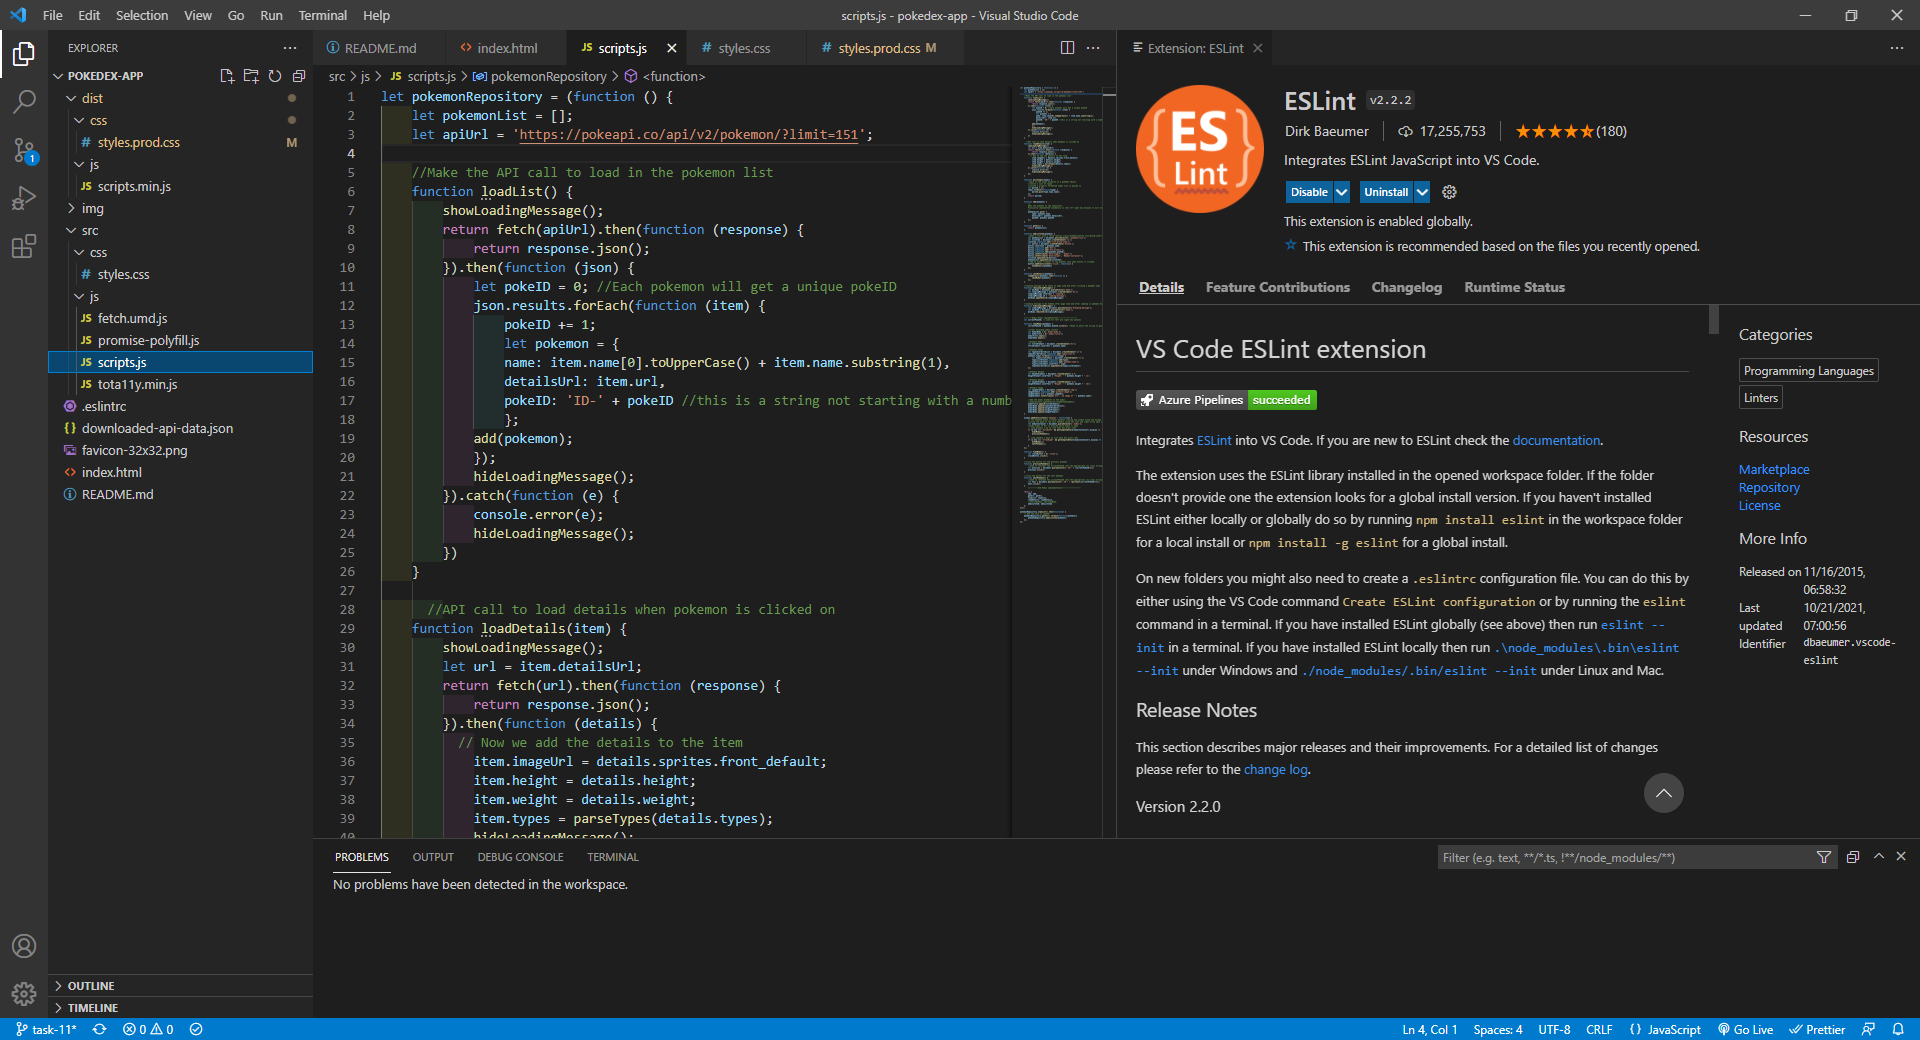 File Edit Selection View Go Run Terminal Help
scripts.js - pokedex-app - Visual Studio Code
EXPLORER
POKEDEX-APP
dist
css
# styles.prod.css M
js
JS scripts.min.js
img
src
css
# styles.css
js
JS fetch.umd.js
JS promise-polyfill.js
JS scripts.js
JS tota11y.min.js
.eslintrc
{} downloaded-api-data.json
favicon-32x32.png
<> index.html
README.md
OUTLINE
TIMELINE
README.md <> index.html JS scripts.js # styles.css # styles.prod.css M
src > js > JS scripts.js > pokemonRepository > <function>
1 let pokemonRepository = (function () {
2 let pokemonList = [];
3 let apiUrl = 'https://pokeapi.co/api/v2/pokemon/?limit=151';
4
5 //Make the API call to load in the pokemon list
6 function loadList() {
7 showLoadingMessage();
8 return fetch(apiUrl).then(function (response) {
9 return response.json();
10 }).then(function (json) {
11 let pokeID = 0; //Each pokemon will get a unique pokeID
12 json.results.forEach(function (item) {
13 pokeID += 1;
14 let pokemon = {
15 name: item.name[0].toUpperCase() + item.name.substring(1),
16 detailsUrl: item.url,
17 pokeID: 'ID-' + pokeID //this is a string not starting with a numb
18 };
19 add(pokemon);
20 });
21 hideLoadingMessage();
22 }).catch(function (e) {
23 console.error(e);
24 hideLoadingMessage();
25 })
26 }
27
28 //API call to load details when pokemon is clicked on
29 function loadDetails(item) {
30 showLoadingMessage();
31 let url = item.detailsUrl;
32 return fetch(url).then(function (response) {
33 return response.json();
34 }).then(function (details) {
35 // Now we add the details to the item
36 item.imageUrl = details.sprites.front_default;
37 item.height = details.height;
38 item.weight = details.weight;
39 item.types = parseTypes(details.types);
40 hideLoadingMessage();
Extension: ESLint
{ES Lint}
ESLint v2.2.2
Dirk Baeumer 17,255,753 (180)
Integrates ESLint JavaScript into VS Code.
Disable Uninstall
This extension is enabled globally.
This extension is recommended based on the files you recently opened.
Details Feature Contributions Changelog Runtime Status
VS Code ESLint extension
Azure Pipelines succeeded
Integrates ESLint into VS Code. If you are new to ESLint check the documentation.
The extension uses the ESLint library installed in the opened workspace folder. If the folder
doesn't provide one the extension looks for a global install version. If you haven't installed
ESLint either locally or globally do so by running npm install eslint in the workspace folder
for a local install or npm install -g eslint for a global install.
On new folders you might also need to create a .eslintrc configuration file. You can do this by
either using the VS Code command Create ESLint configuration or by running the eslint
command in a terminal. If you have installed ESLint globally (see above) then run eslint --
init in a terminal. If you have installed ESLint locally then run .\node_modules\.bin\eslint
--init under Windows and ./node_modules/.bin/eslint --init under Linux and Mac.
Release Notes
This section describes major releases and their improvements. For a detailed list of changes
please refer to the change log.
Version 2.2.0
Categories
Programming Languages
Linters
Resources
Marketplace
Repository
License
More Info
Released on 11/16/2015,
06:58:32
Last 10/21/2021,
updated 07:00:56
Identifier dbaeumer.vscode-
eslint
PROBLEMS OUTPUT DEBUG CONSOLE TERMINAL
Filter (e.g. text, **/*.ts, !**/node_modules/**)
No problems have been detected in the workspace.
1
task-11* 0 0
Ln 4, Col 1 Spaces: 4 UTF-8 CRLF {} JavaScript Go Live Prettier